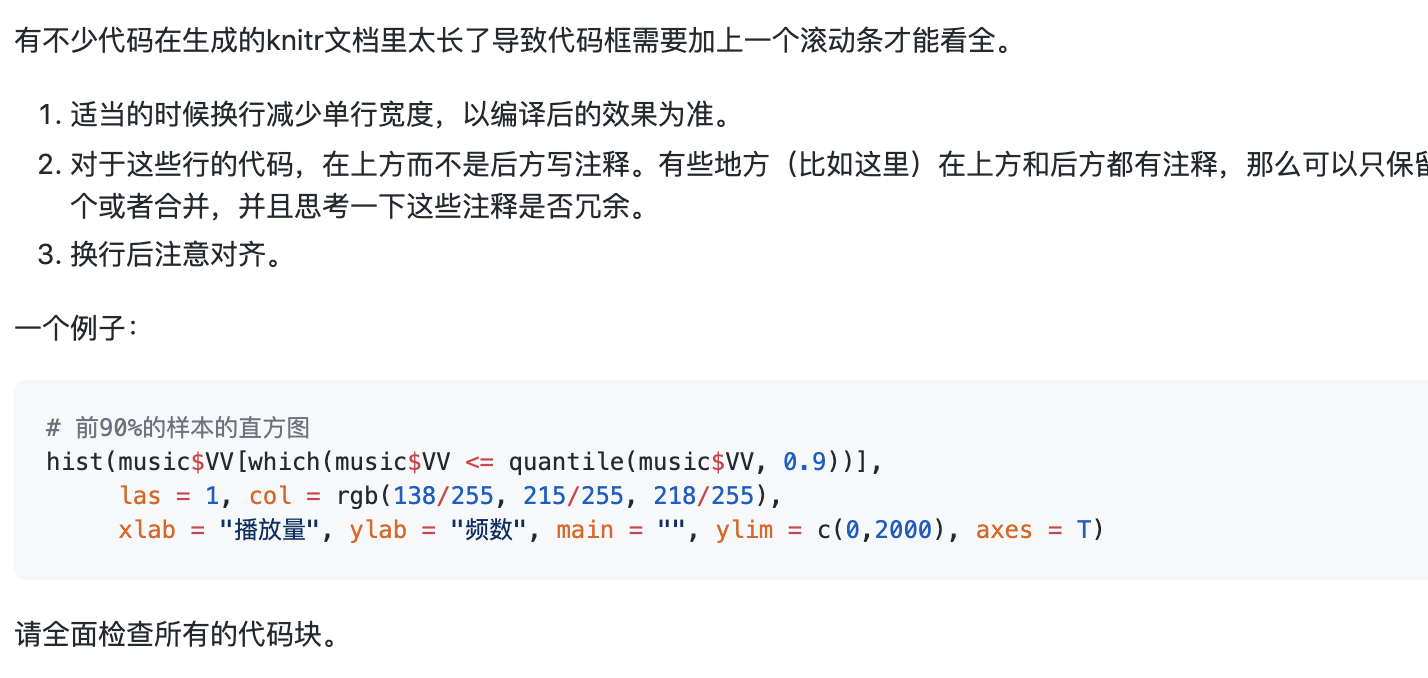 有不少代码在生成的knitr文档里太长了导致代码框需要加上一个滚动条才能看全。
1. 适当的时候换行减少单行宽度，以编译后的效果为准。
2. 对于这些行的代码，在上方而不是后方写注释。有些地方（比如这里）在上方和后方都有注释，那么可以只保留
个或者合并，并且思考一下这些注释是否冗余。
3. 换行后注意对齐。
一个例子：
# 前90%的样本的直方图
hist(music$VV[which(music$VV <= quantile(music$VV, 0.9))],
     las = 1, col = rgb(138/255, 215/255, 218/255),
     xlab = "播放量", ylab = "频数", main = "", ylim = c(0,2000), axes = T)
请全面检查所有的代码块。